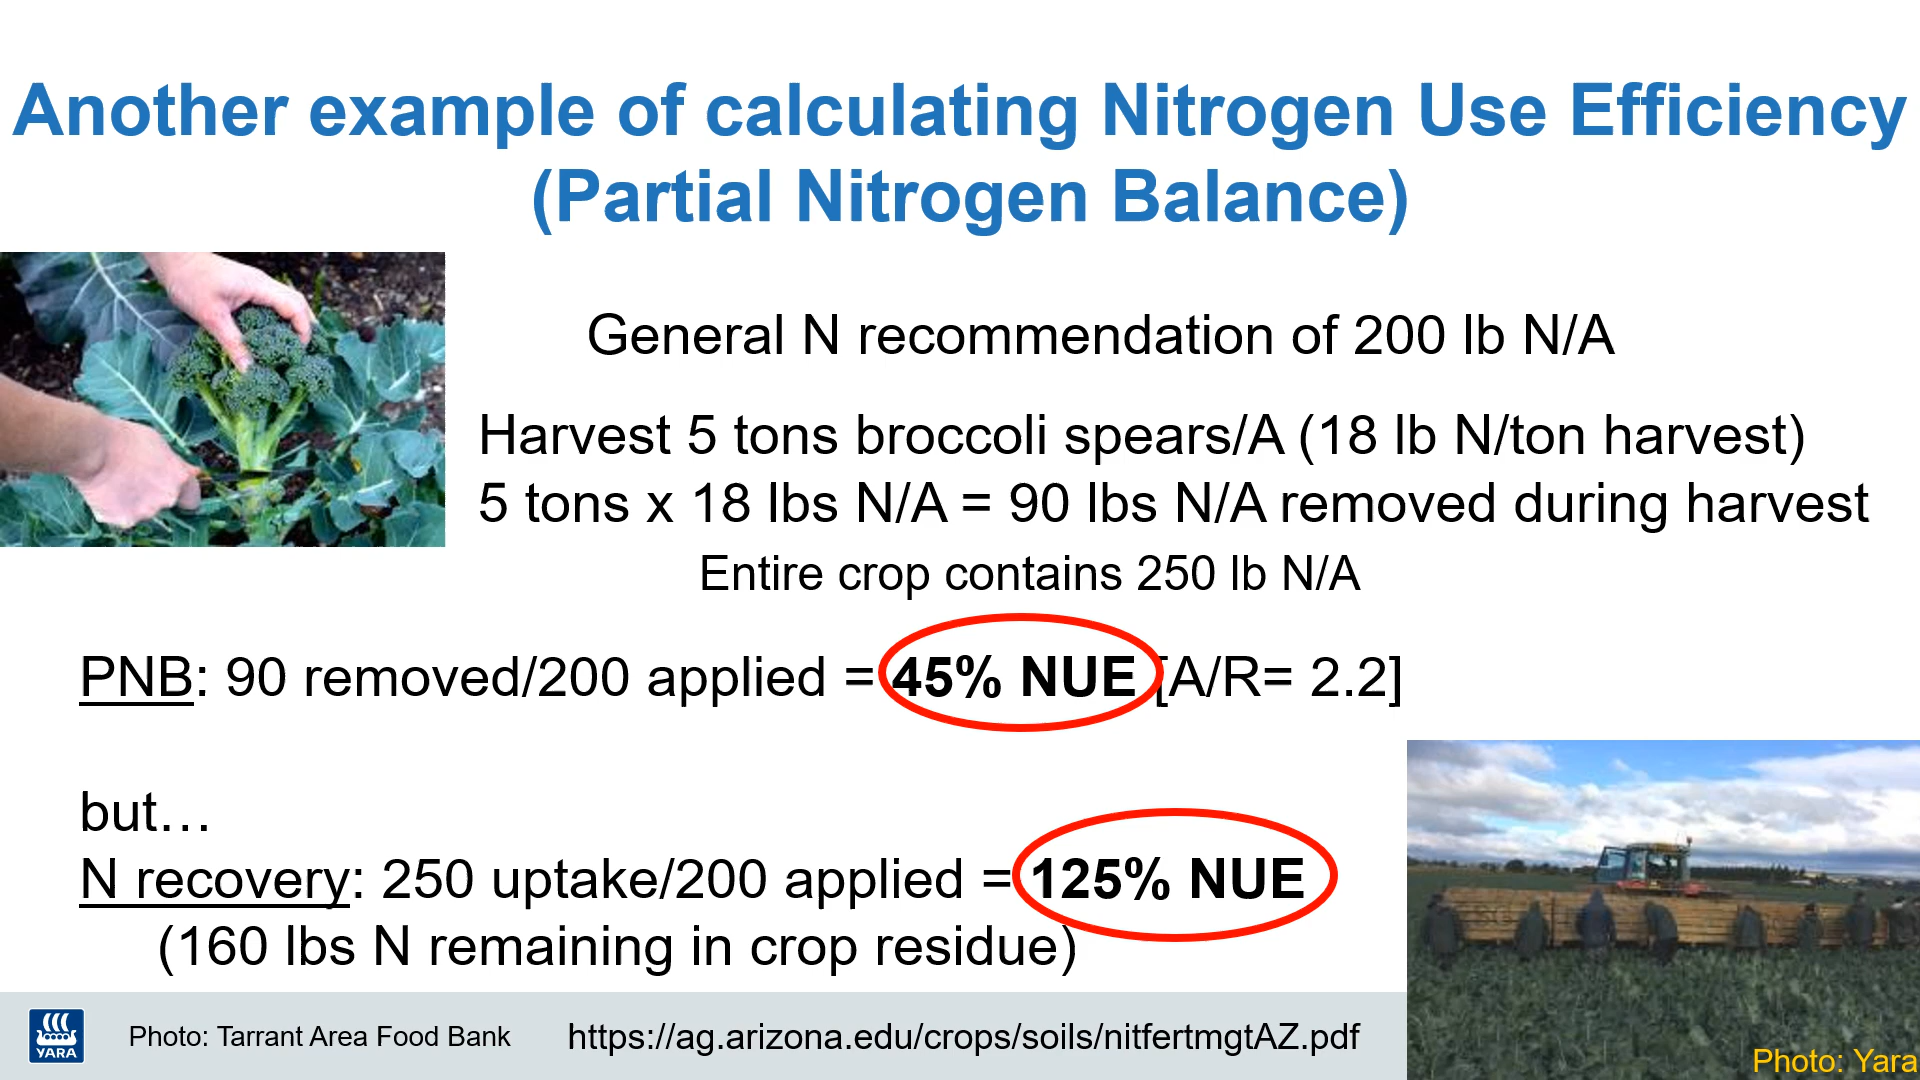 Another example of calculating Nitrogen Use Efficiency
(Partial Nitrogen Balance)
General N recommendation of 200 lb N/A
Harvest 5 tons broccoli spears/A (18 lb N/ton harvest)
5 tons x 18 lbs N/A = 90 lbs N/A removed during harvest
Entire crop contains 250 lb N/A
PNB: 90 removed/200 applied = 45% NUE [A/R= 2.2]
but…
N recovery: 250 uptake/200 applied = 125% NUE
(160 lbs N remaining in crop residue)
YARA
Photo: Tarrant Area Food Bank
https://ag.arizona.edu/crops/soils/nitfertmgtAZ.pdf
Photo: Yara